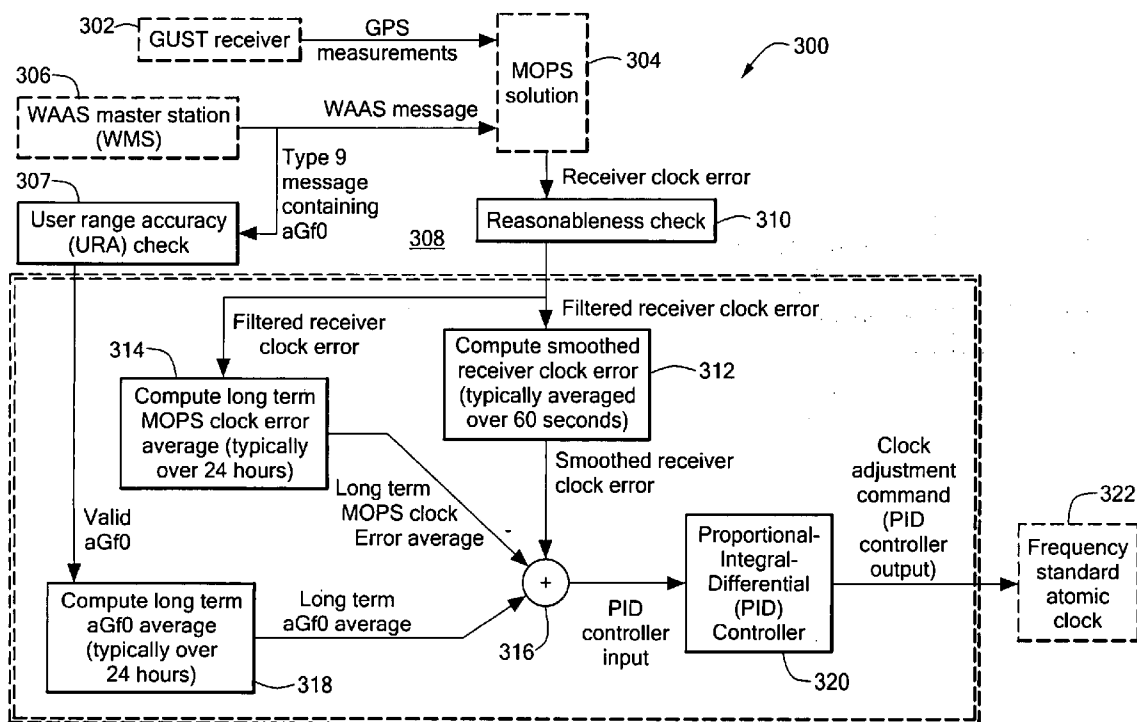 302
GUST receiver
GPS
measurements
MOPS
solution
304
300
306
WAAS master station
(WMS)
WAAS message
Type 9
message
containing
aGf0
307
User range accuracy
(URA) check
308
Receiver clock error
Reasonableness check
310
Filtered receiver
clock error
Filtered receiver clock error
314
Compute long term
MOPS clock error
average (typically
over 24 hours)
Compute smoothed
receiver clock error
(typically averaged
over 60 seconds)
312
Smoothed receiver
clock error
Long term
MOPS clock
Error average
-
Valid
aGf0
Compute long term
aGf0 average
(typically over
24 hours)
318
Long term
aGf0 average
+
316
PID
controller
input
Proportional-
Integral-
Differential
(PID)
Controller
320
Clock
adjustment
command
(PID
controller
output)
322
Frequency
standard
atomic
clock